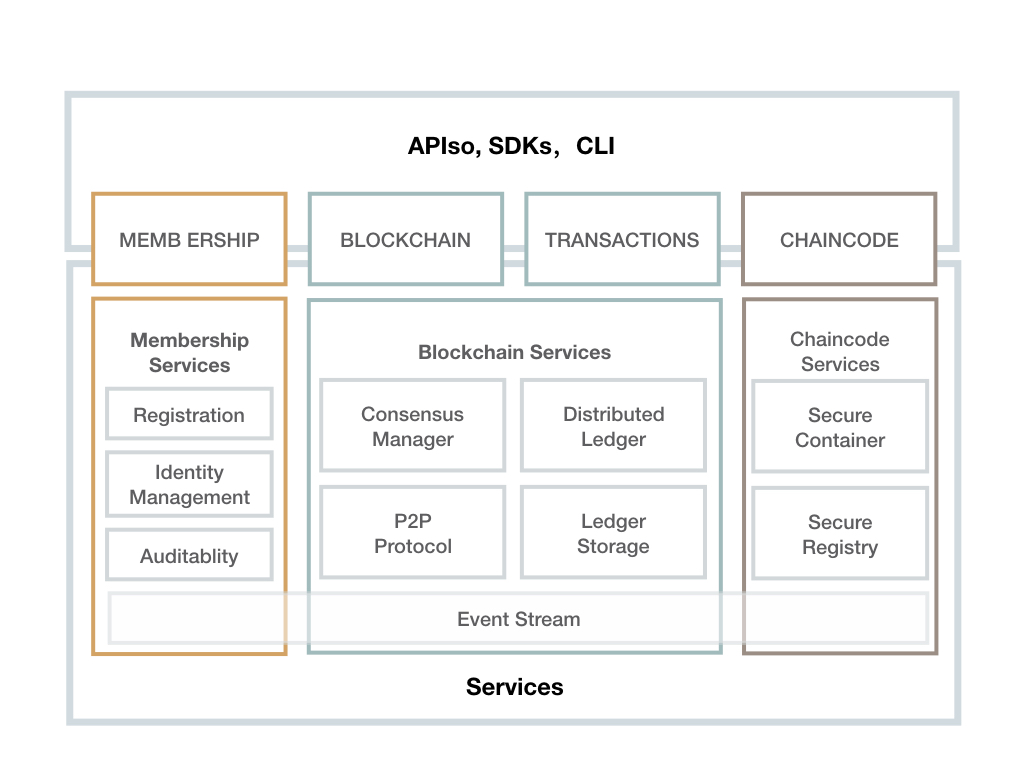 APIso, SDKs，CLI
MEMB ERSHIP
BLOCKCHAIN
TRANSACTIONS
CHAINCODE
Membership
Services
Registration
Identity
Management
Auditablity
Blockchain Services
Consensus
Manager
Distributed
Ledger
P2P
Protocol
Ledger
Storage
Chaincode
Services
Secure
Container
Secure
Registry
Event Stream
Services